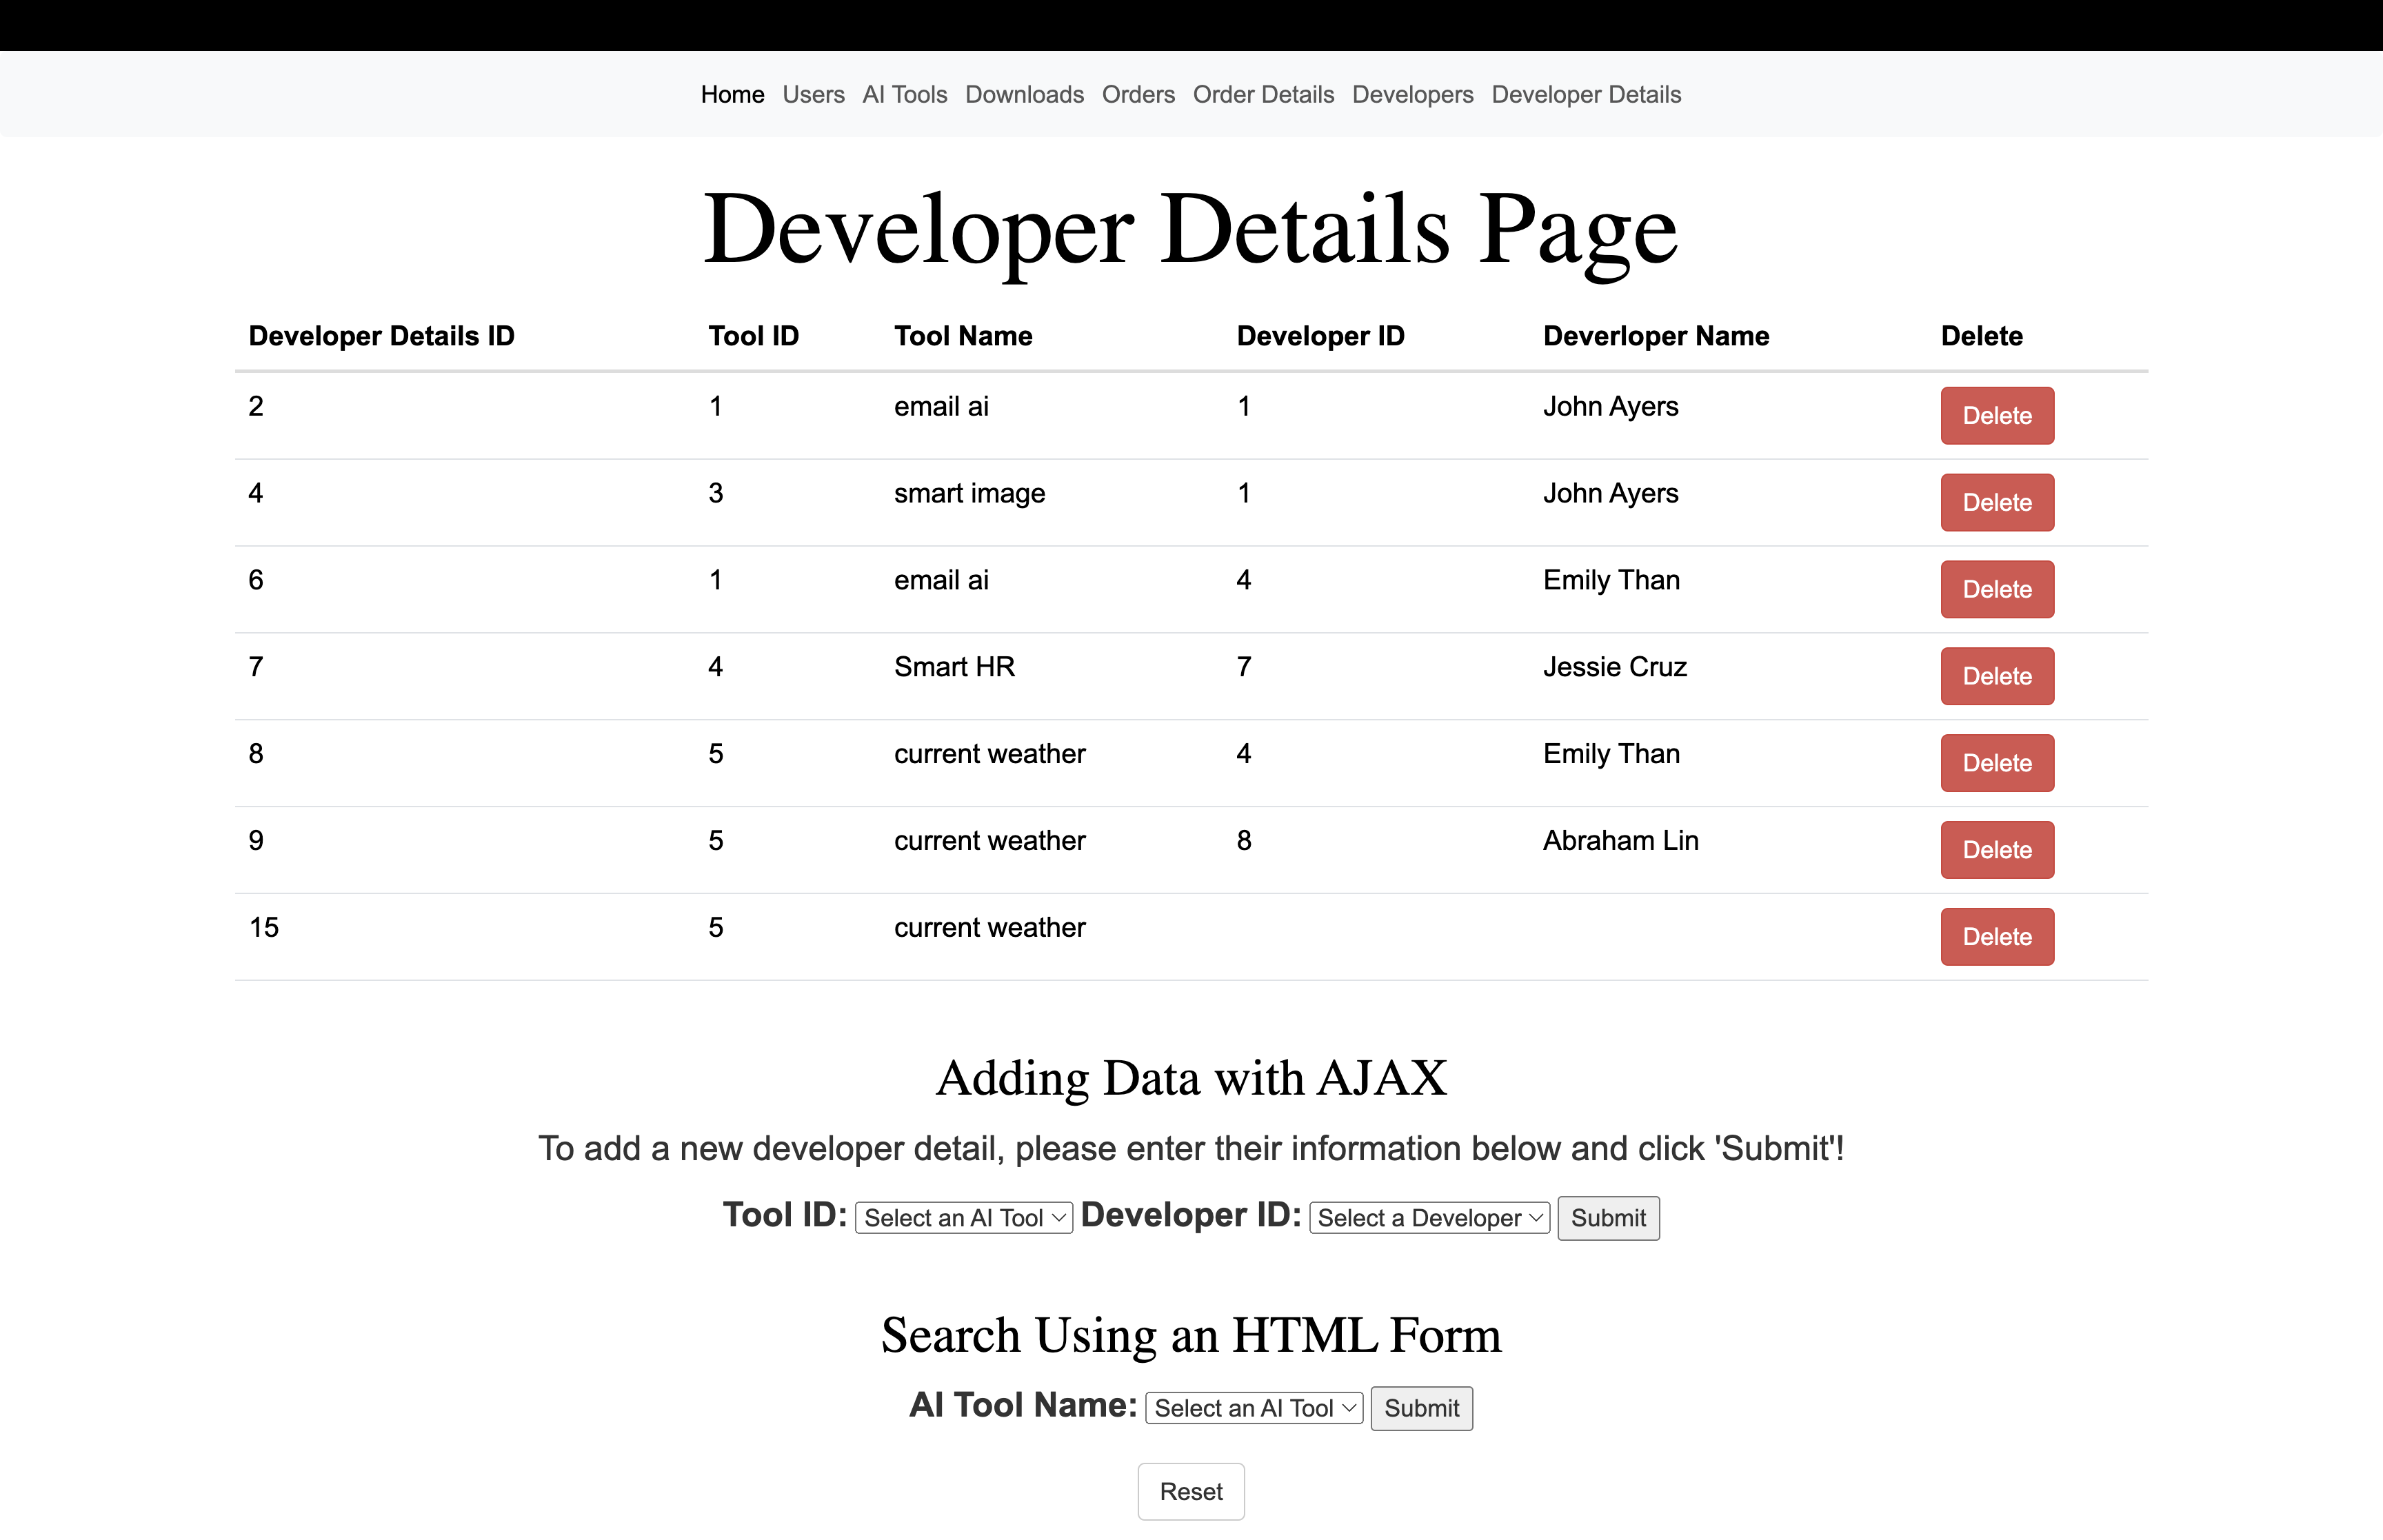 Home Users AI Tools Downloads Orders Order Details Developers Developer Details
Developer Details Page
Developer Details ID Tool ID Tool Name Developer ID Deverloper Name Delete
2 1 email ai 1 John Ayers Delete
4 3 smart image 1 John Ayers Delete
6 1 email ai 4 Emily Than Delete
7 4 Smart HR 7 Jessie Cruz Delete
8 5 current weather 4 Emily Than Delete
9 5 current weather 8 Abraham Lin Delete
15 5 current weather Delete
Adding Data with AJAX
To add a new developer detail, please enter their information below and click 'Submit'!
Tool ID: Select an AI Tool Developer ID: Select a Developer Submit
Search Using an HTML Form
AI Tool Name: Select an AI Tool Submit
Reset